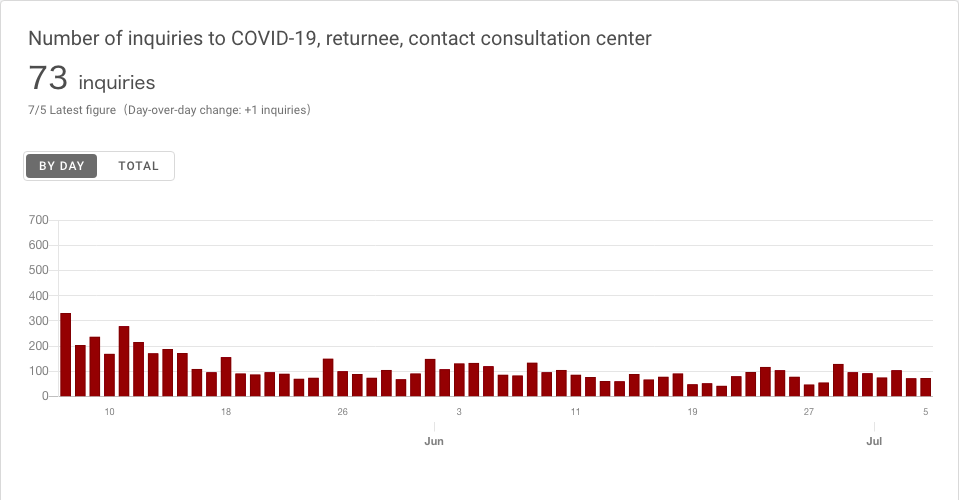 Number of inquiries to COVID-19, returnee, contact consultation center
73 inquiries
7/5 Latest figure（Day-over-day change: +1 inquiries）
BY DAY TOTAL
700
600
500
400
300
200
100
0
10 18 26 3 11 19 27 5
Jun Jul